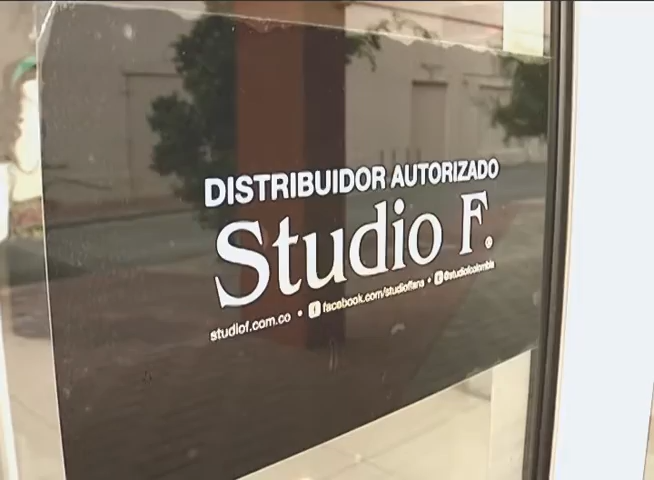 DISTRIBUIDOR AUTORIZADO
Studio F.®
studiof.com.co • f facebook.com/studioffans • t @studiofcolombia